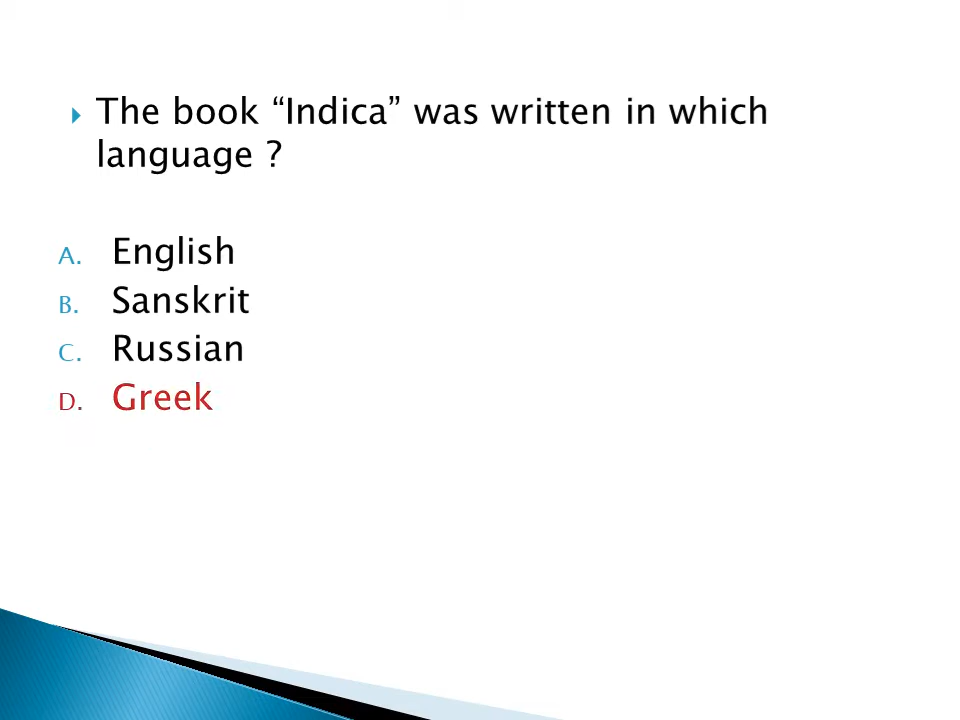 The book “Indica” was written in which
language ?
A. English
B. Sanskrit
C. Russian
D. Greek